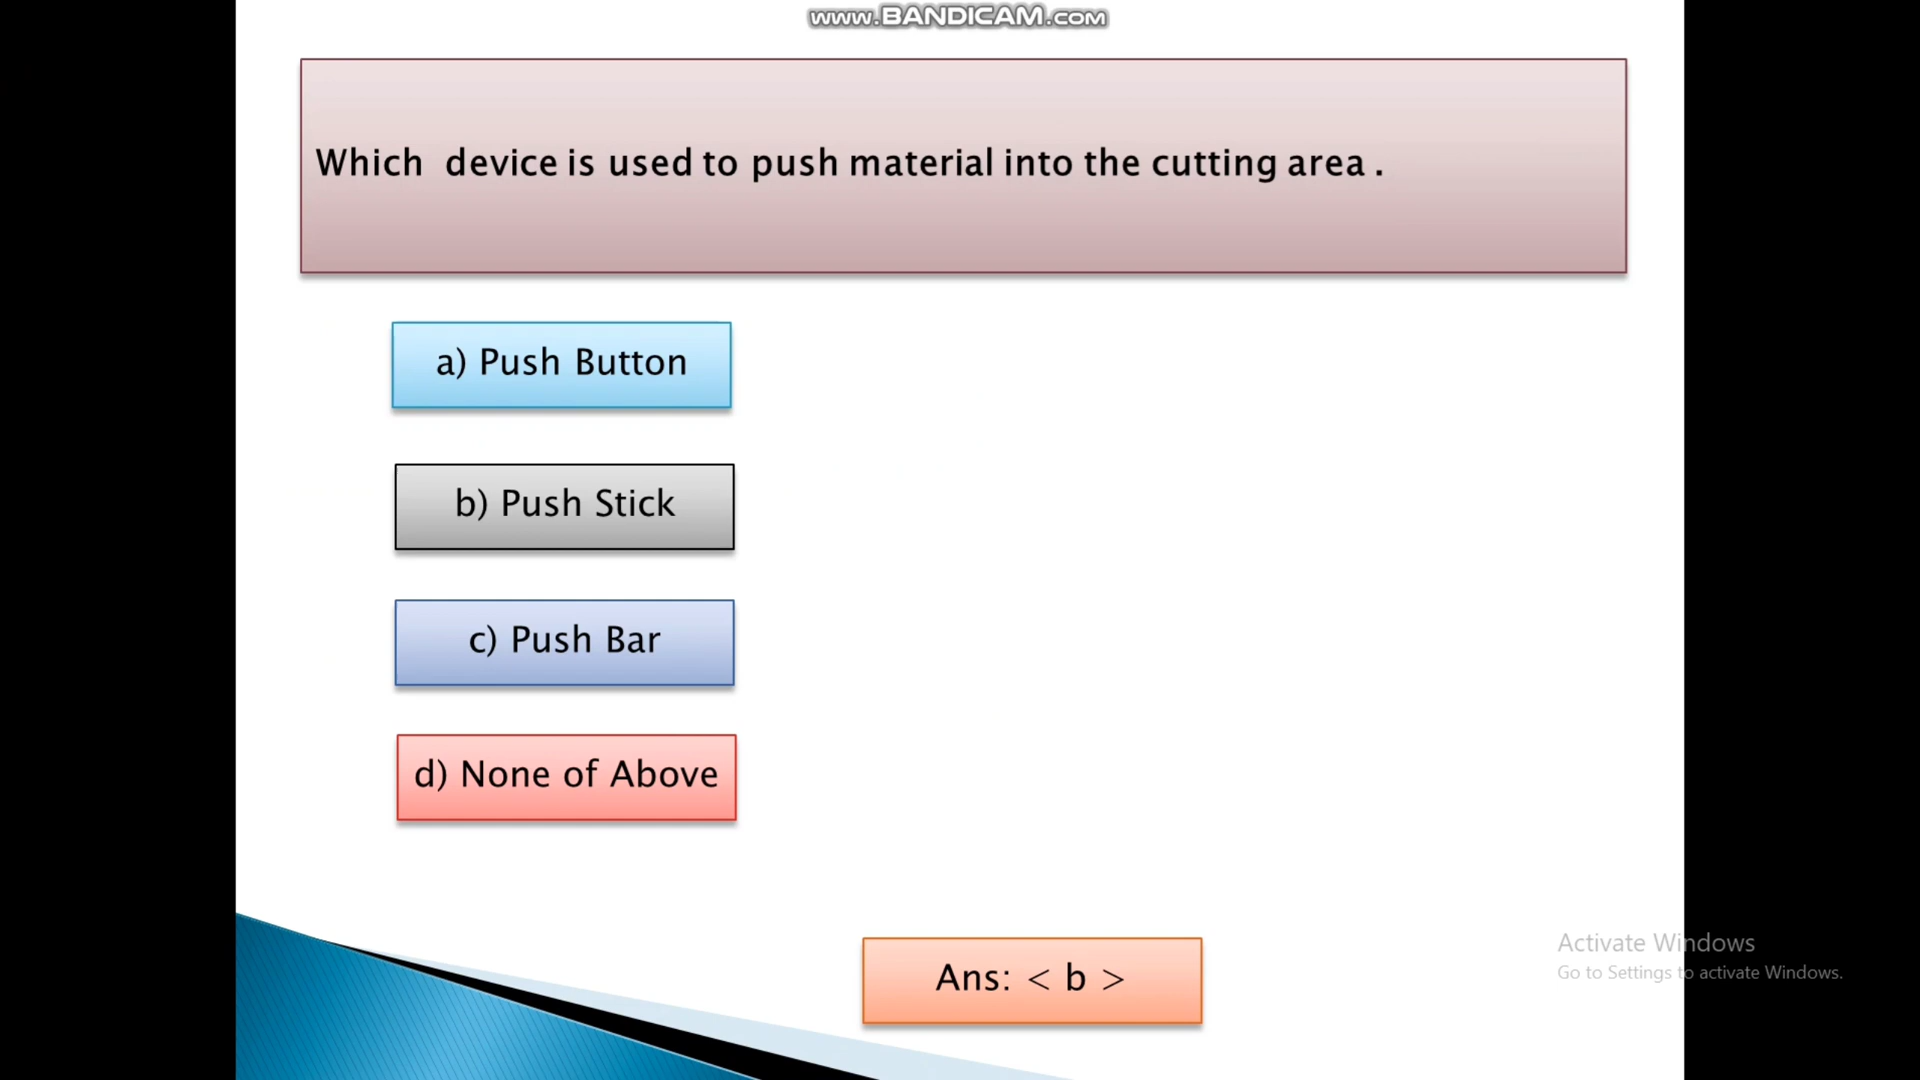 www.BANDICAM.com
Which device is used to push material into the cutting area .
a) Push Button
b) Push Stick
c) Push Bar
d) None of Above
Ans: < b >
Activate Windows
Go to Settings to activate Windows.